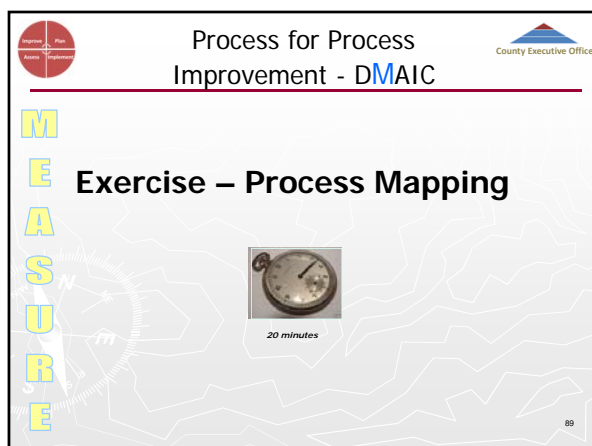 Improve Plan
Assess Implement
Process for Process
Improvement - DMAIC
County Executive Office
M
E
A
S
U
R
E
Exercise – Process Mapping
20 minutes
N
m
S
89